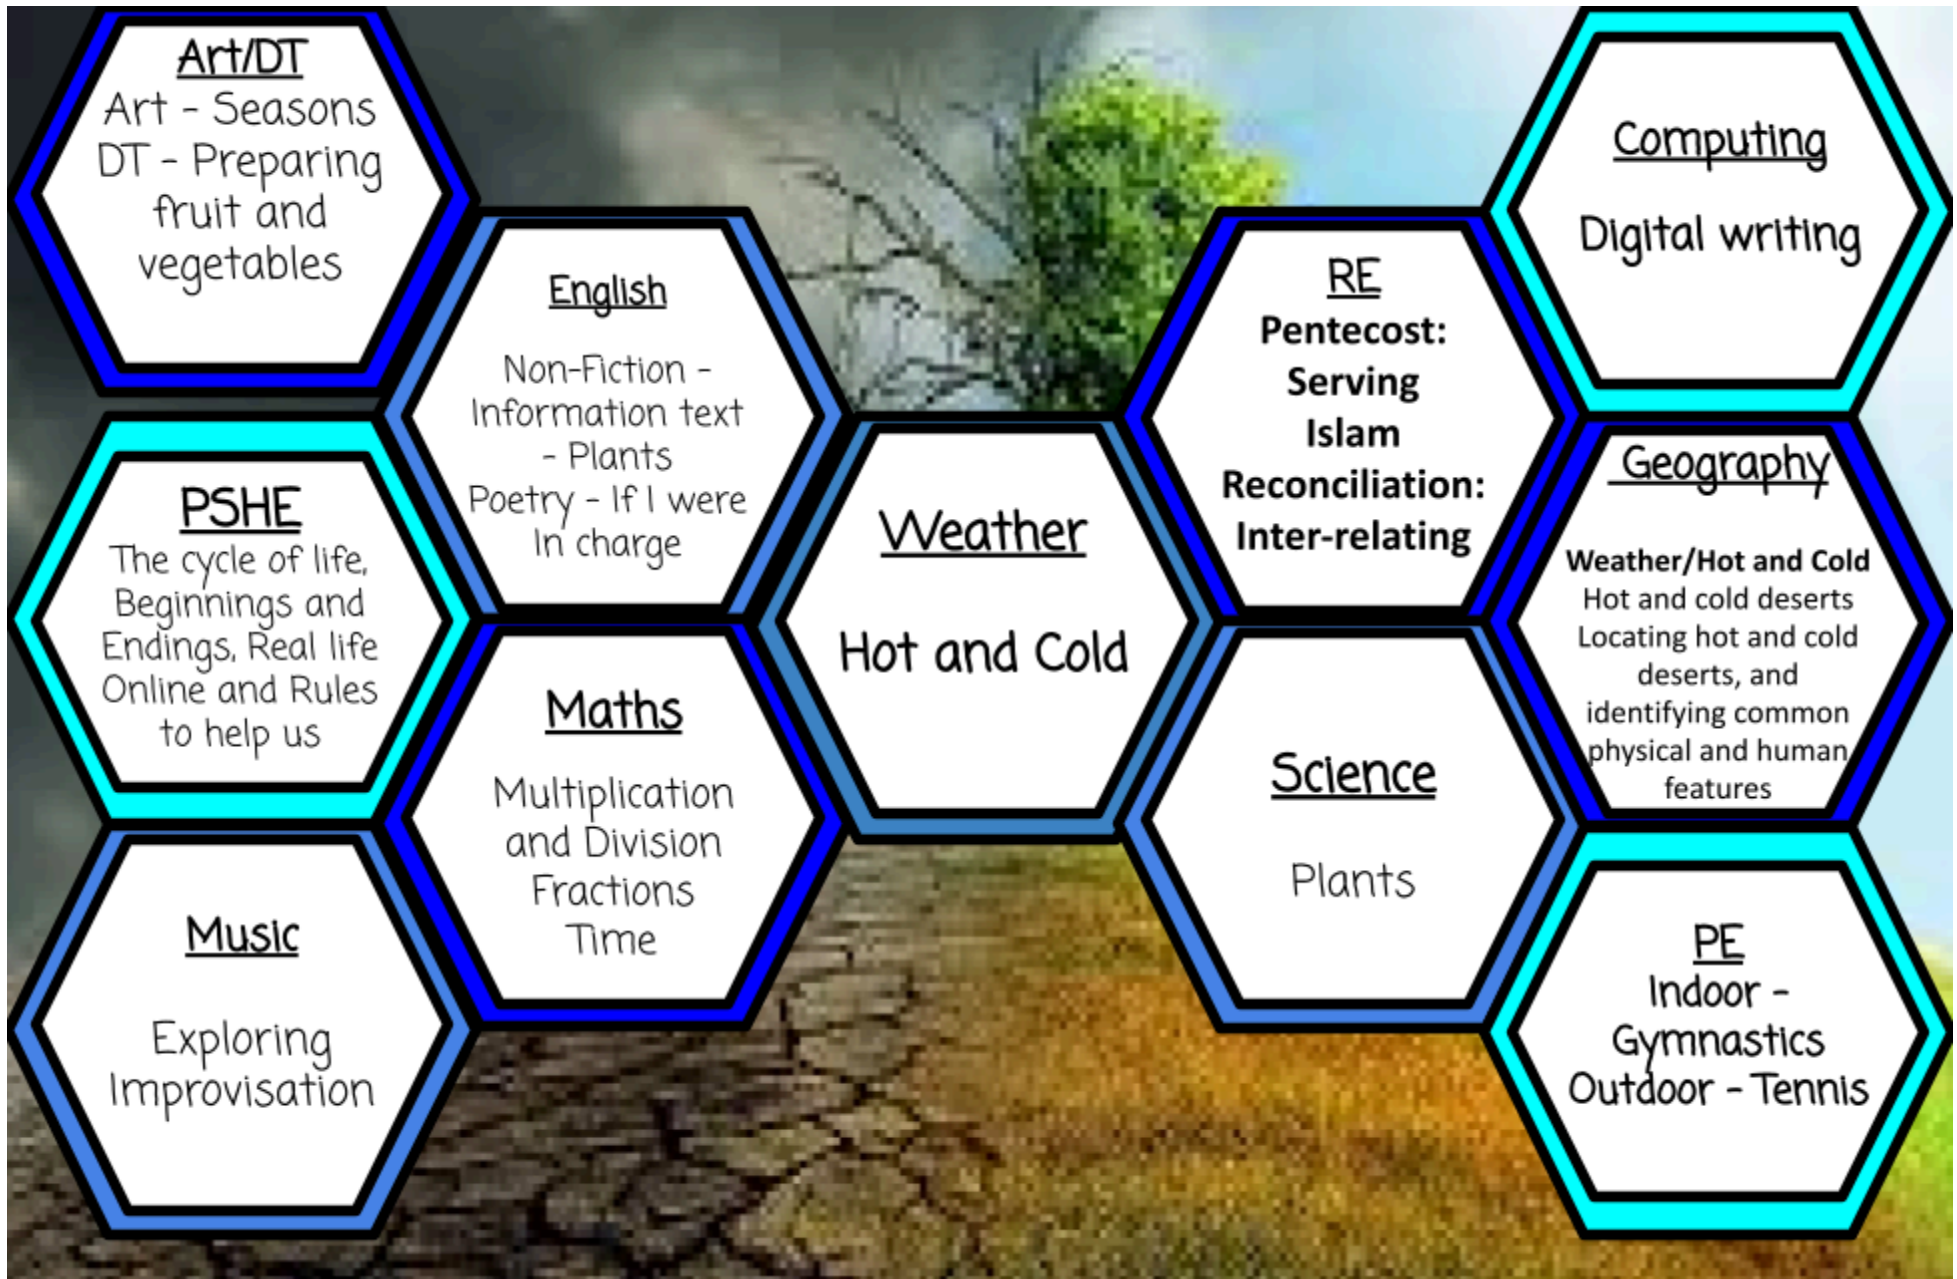 Art/DT
Art - Seasons
DT - Preparing
fruit and
vegetables
PSHE
The cycle of life,
Beginnings and
Endings, Real life
Online and Rules
to help us
Music
Exploring
Improvisation
English
Non-Fiction -
Information text
- Plants
Poetry - If I were
In charge
Maths
Multiplication
and Division
Fractions
Time
Weather
Hot and Cold
RE
Pentecost:
Serving
Islam
Reconciliation:
Inter-relating
Science
Plants
Computing
Digital writing
Geography
Weather/Hot and Cold
Hot and cold deserts
Locating hot and cold
deserts, and
identifying common
physical and human
features
PE
Indoor -
Gymnastics
Outdoor - Tennis